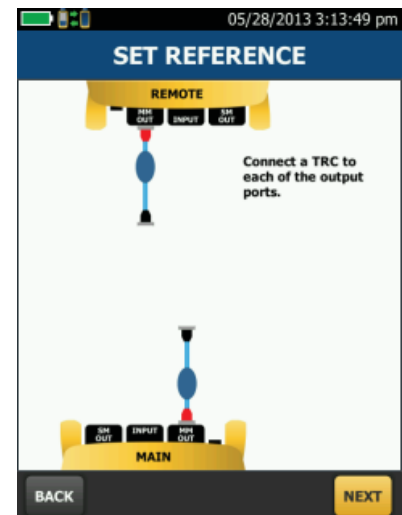 05/28/2013 3:13:49 pm
SET REFERENCE
REMOTE
MM OUT INPUT SM OUT
Connect a TRC to
each of the output
ports.
SM OUT INPUT MM OUT
MAIN
BACK NEXT